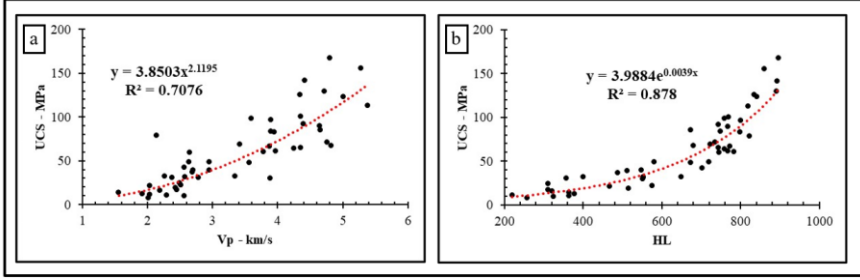 a
y = 3.8503x^2.1195
R² = 0.7076
UCS - MPa
200
150
100
50
0
1
2
3
4
5
6
Vp - km/s
b
y = 3.9884e^0.0039x
R² = 0.878
UCS - MPa
200
150
100
50
0
200
400
600
800
1000
HL